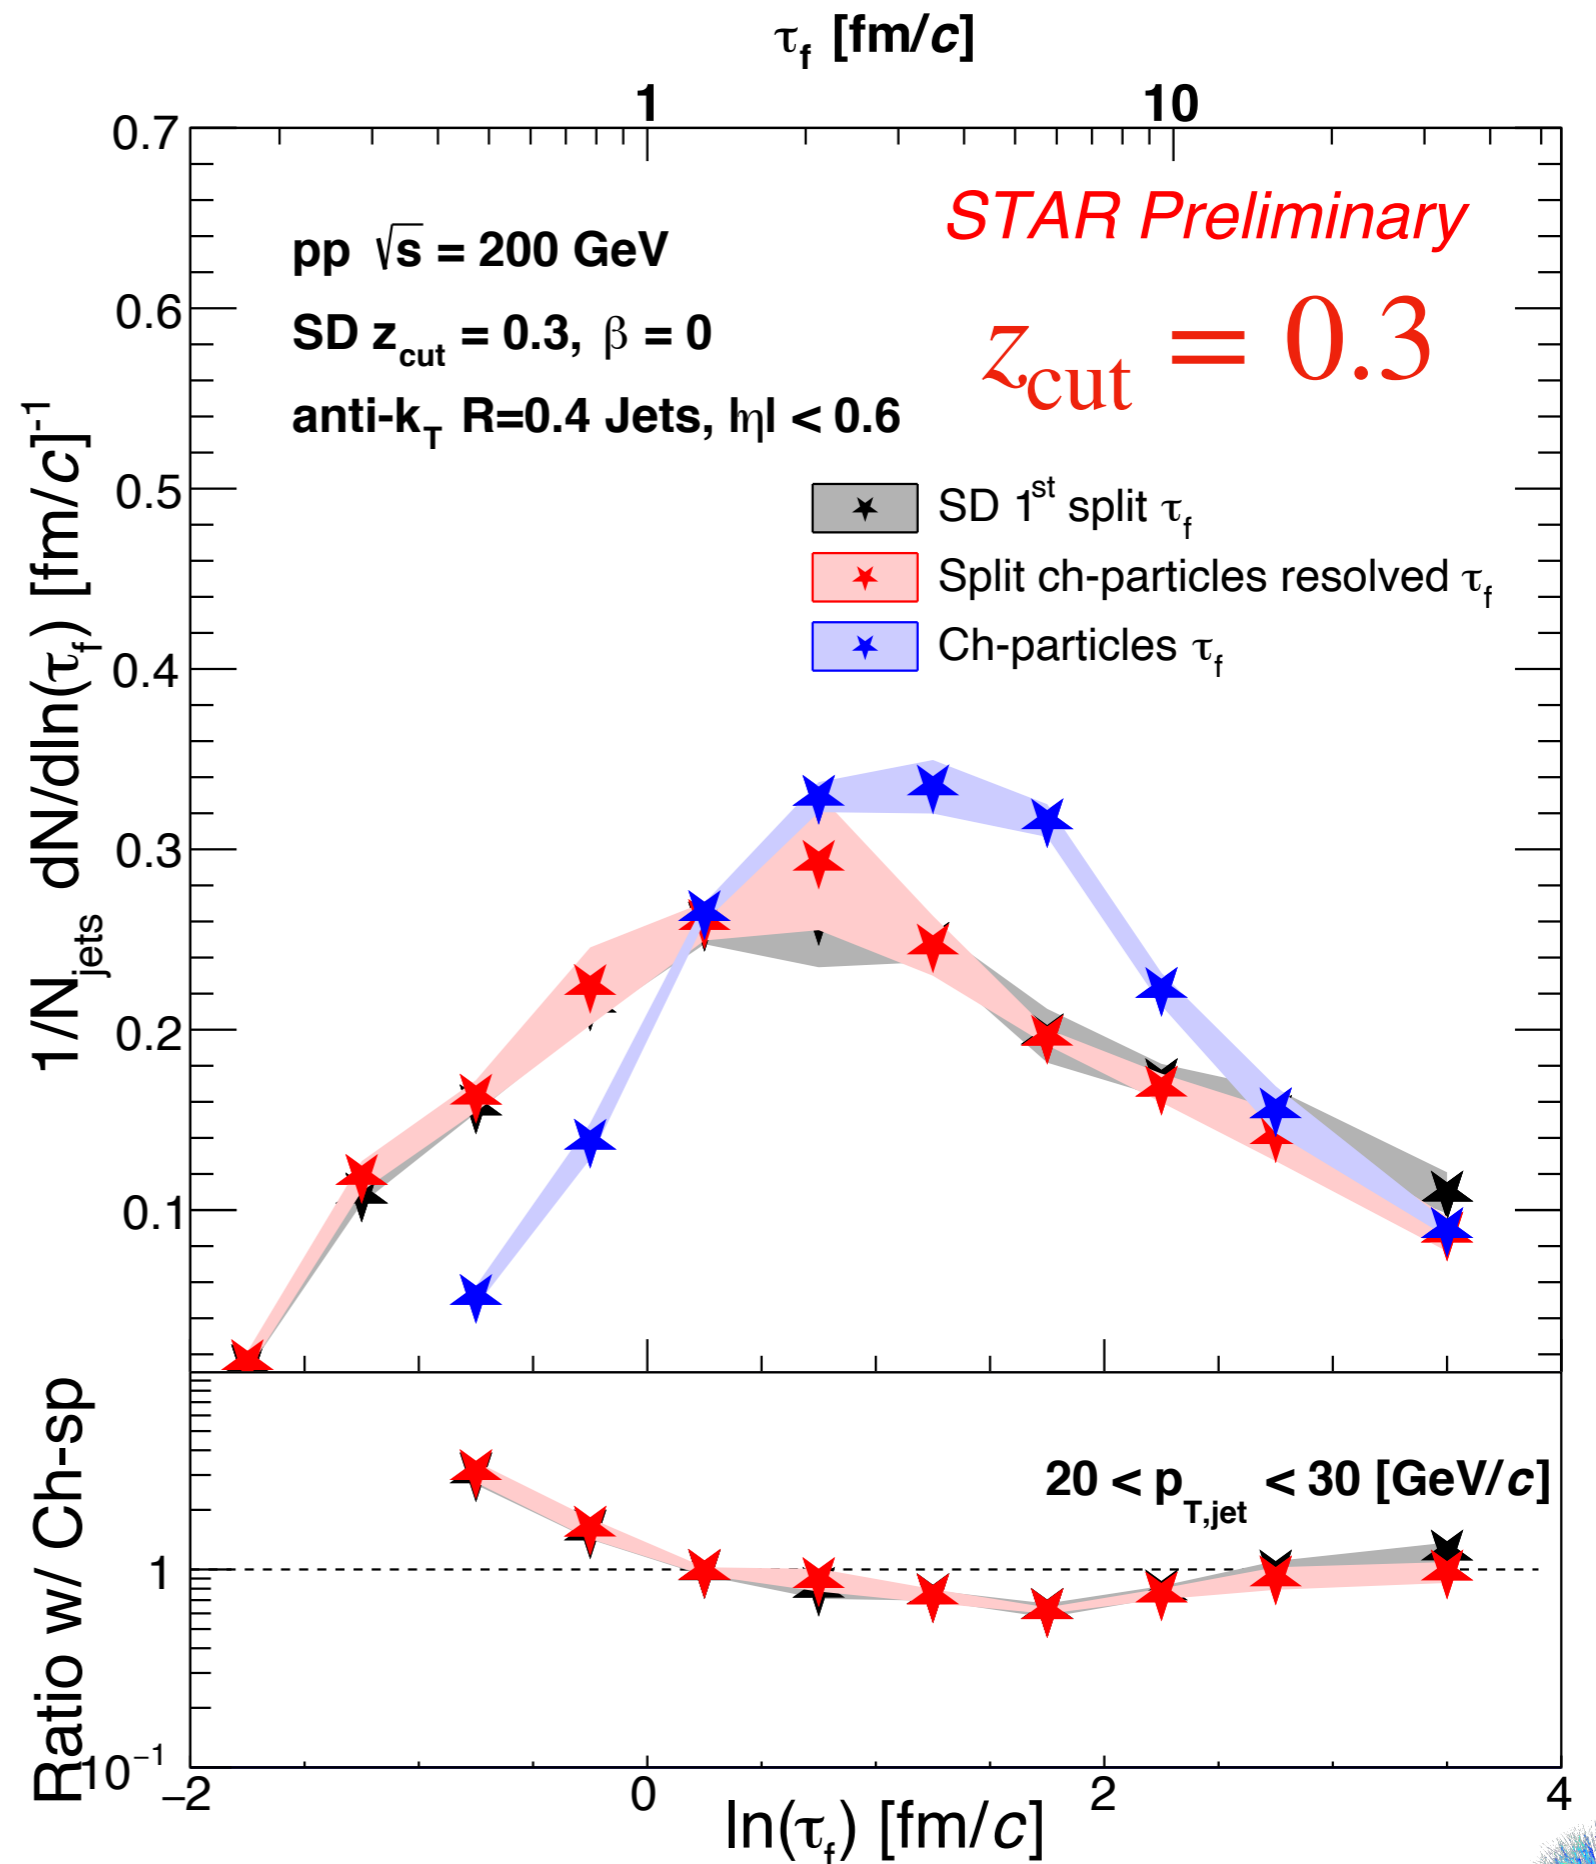 τf [fm/c]
1 10
0.7
0.6
0.5
0.4
0.3
0.2
0.1
1/Njets dN/dln(τf) [fm/c]-1
STAR Preliminary
zcut = 0.3
pp √s = 200 GeV
SD zcut = 0.3, β = 0
anti-kT R=0.4 Jets, |η| < 0.6
SD 1st split τf
Split ch-particles resolved τf
Ch-particles τf
Ratio w/ Ch-sp
20 < pT,jet < 30 [GeV/c]
1
10−1
−2 0 2 4
ln(τf) [fm/c]